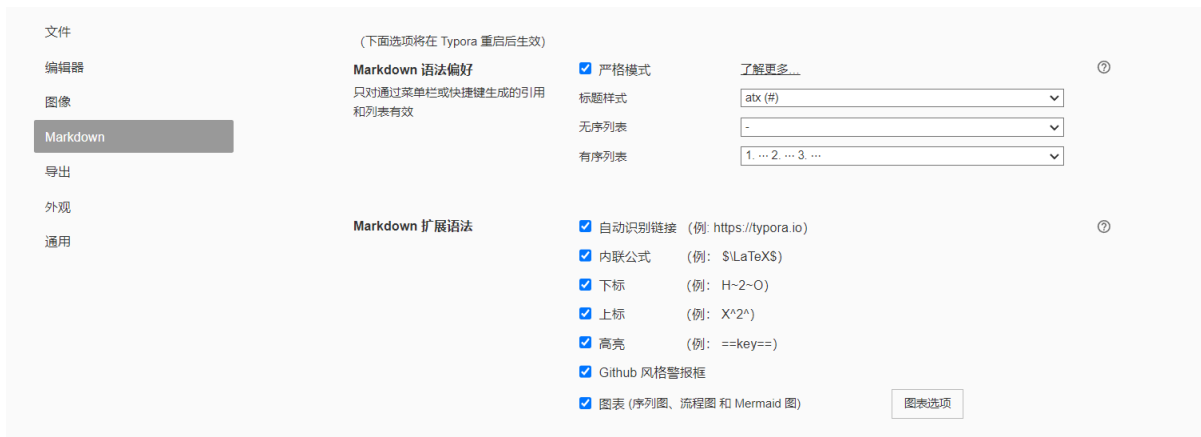 文件
编辑器
图像
Markdown
导出
外观
通用
(下面选项将在 Typora 重启后生效)
Markdown 语法偏好
只对通过菜单栏或快捷键生成的引用
和列表有效
严格模式 了解更多...
标题样式 atx (#)
无序列表 -
有序列表 1. ··· 2. ··· 3. ···
Markdown 扩展语法
自动识别链接 (例: https://typora.io)
内联公式 (例: $\LaTeX$)
下标 (例: H~2~O)
上标 (例: X^2^)
高亮 (例: ==key==)
Github 风格警报框
图表 (序列图、流程图 和 Mermaid 图) 图表选项